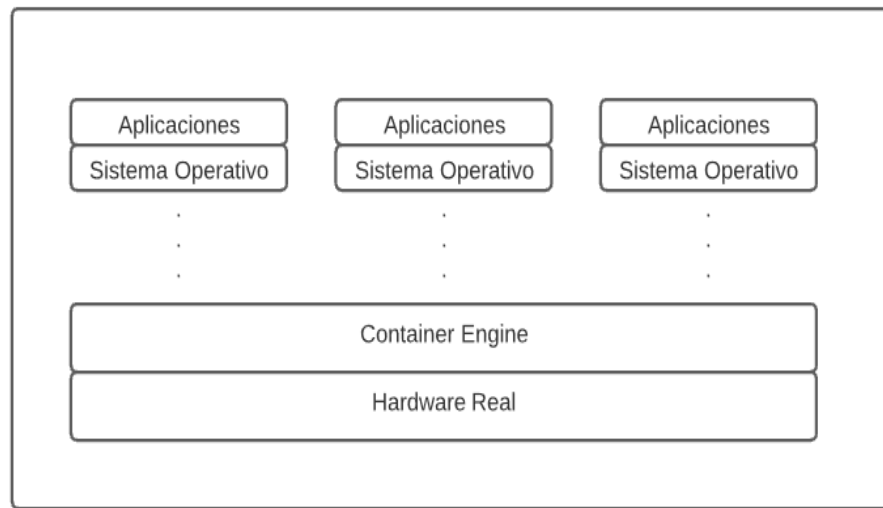 Aplicaciones Aplicaciones Aplicaciones
Sistema Operativo Sistema Operativo Sistema Operativo
Container Engine
Hardware Real